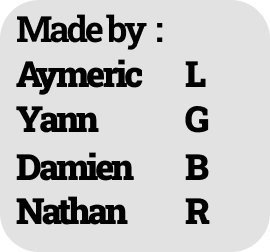 Made by :
Aymeric L
Yann G
Damien B
Nathan R